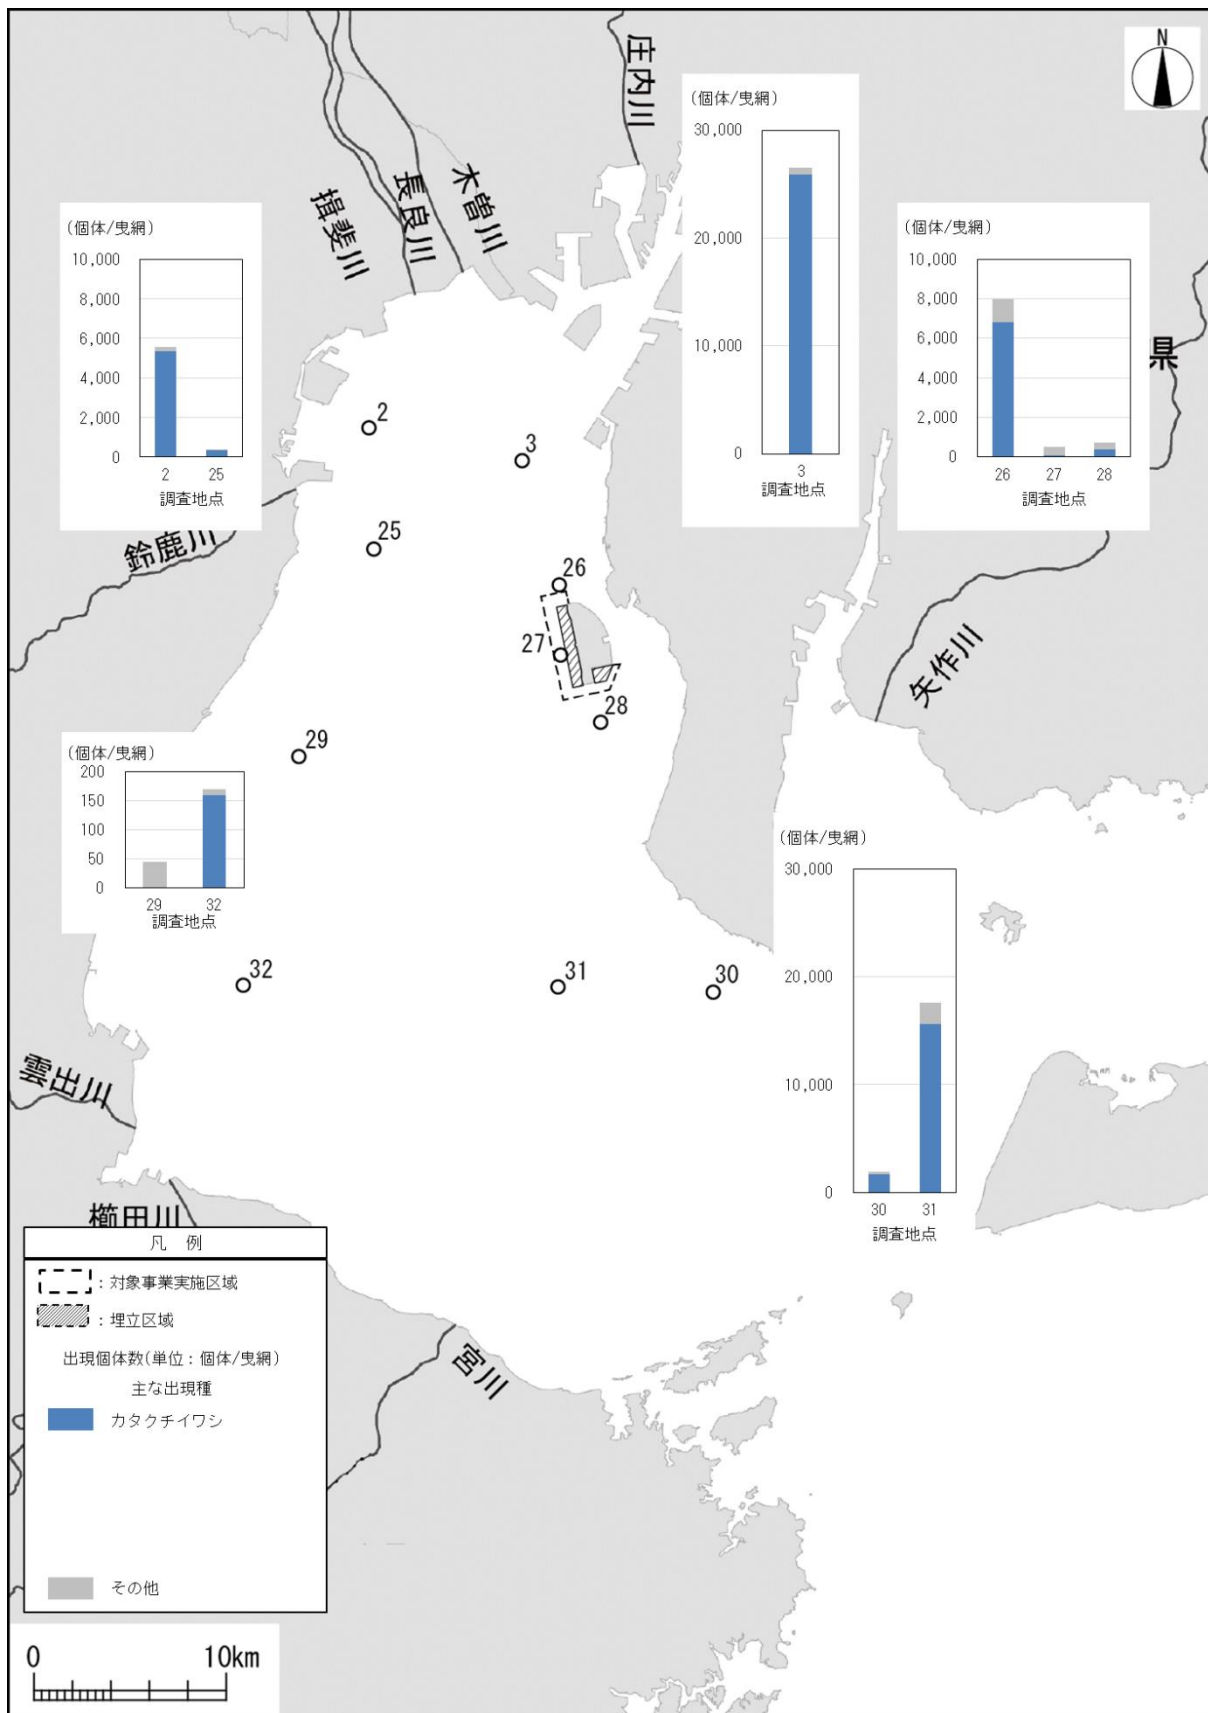 N
庄内川
木曽川
長良川
揖斐川
(個体/曳網)
30,000
20,000
10,000
0
3
調査地点
(個体/曳網)
10,000
8,000
6,000
4,000
2,000
0
2 25
調査地点
(個体/曳網)
10,000
8,000
6,000
4,000
2,000
0
26 27 28
調査地点
県
2
3
25
鈴鹿川
26
27
28
矢作川
29
(個体/曳網)
200
150
100
50
0
29 32
調査地点
(個体/曳網)
30,000
20,000
10,000
0
30 31
調査地点
32
31
30
雲出川
櫛田川
宮川
凡 例
:対象事業実施区域
:埋立区域
出現個体数(単位:個体/曳網)
主な出現種
カタクチイワシ
その他
0 10km